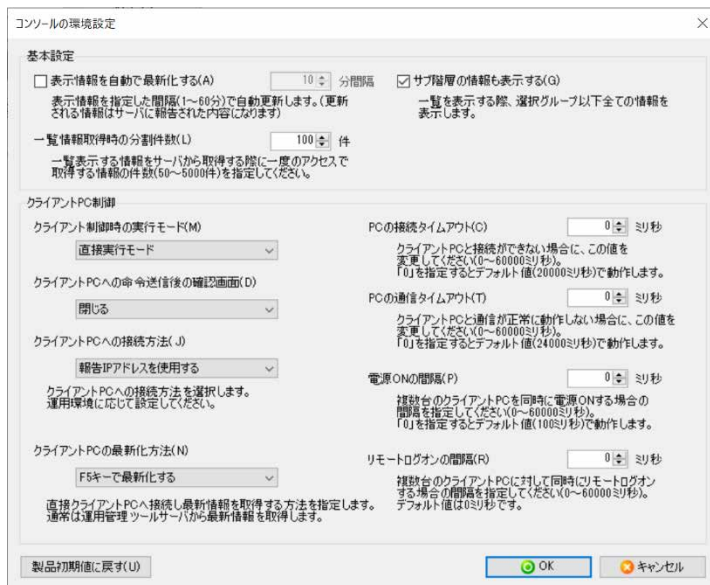 コンソールの環境設定
基本設定
表示情報を自動で最新化する(A)
10
分間隔
表示情報を指定した間隔(1～60分)で自動更新します。(更新
される情報はサーバに報告された内容になります)
一覧情報取得時の分割件数(L)
100
件
一覧表示する情報をサーバから取得する際に一度のアクセスで
取得する情報の件数(50～5000件)を指定してください。
サブ階層の情報も表示する(G)
一覧を表示する際、選択グループ以下全ての情報を
表示します。
クライアントPC制御
クライアント制御時の実行モード(M)
直接実行モード
クライアントPCへの命令送信後の確認画面(D)
閉じる
クライアントPCへの接続方法(J)
報告IPアドレスを使用する
クライアントPCへの接続方法を選択します。
運用環境に応じて設定してください。
クライアントPCの最新化方法(N)
F5キーで最新化する
直接クライアントPCへ接続し最新情報を取得する方法を指定します。
通常は運用管理ツールサーバから最新情報を取得します。
PCの接続タイムアウト(C)
0
ミリ秒
クライアントPCと接続ができない場合に、この値を
変更してください(0～60000ミリ秒)。
「0」を指定するとデフォルト値(20000ミリ秒)で動作します。
PCの通信タイムアウト(T)
0
ミリ秒
クライアントPCと通信が正常に動作しない場合に、この値を
変更してください(0～60000ミリ秒)。
「0」を指定するとデフォルト値(24000ミリ秒)で動作します。
電源ONの間隔(P)
0
ミリ秒
複数台のクライアントPCを同時に電源ONする場合の
間隔を指定してください(0～60000ミリ秒)。
「0」を指定するとデフォルト値(100ミリ秒)で動作します。
リモートログオンの間隔(R)
0
ミリ秒
複数台のクライアントPCに対して同時にリモートログオン
する場合の間隔を指定してください(0～60000ミリ秒)。
デフォルト値は0ミリ秒です。
製品初期値に戻す(U)
OK
キャンセル